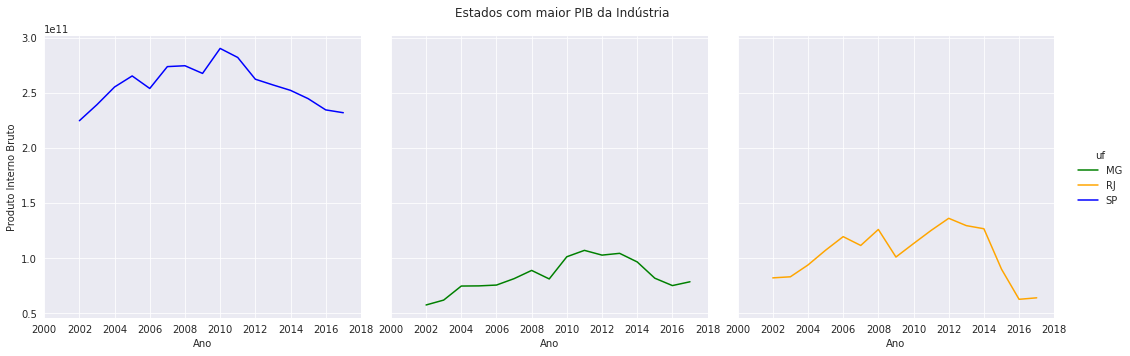 Estados com maior PIB da Indústria
1e11
3.0
2.5
2.0
1.5
1.0
0.5
Produto Interno Bruto
2000 2002 2004 2006 2008 2010 2012 2014 2016 2018
Ano
2000 2002 2004 2006 2008 2010 2012 2014 2016 2018
Ano
2000 2002 2004 2006 2008 2010 2012 2014 2016 2018
Ano
uf
MG
RJ
SP